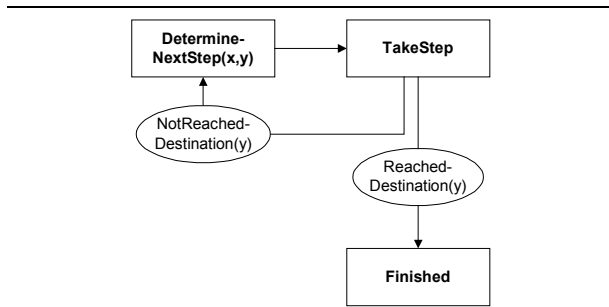 Determine-
NextStep(x,y)
TakeStep
NotReached-
Destination(y)
Reached-
Destination(y)
Finished